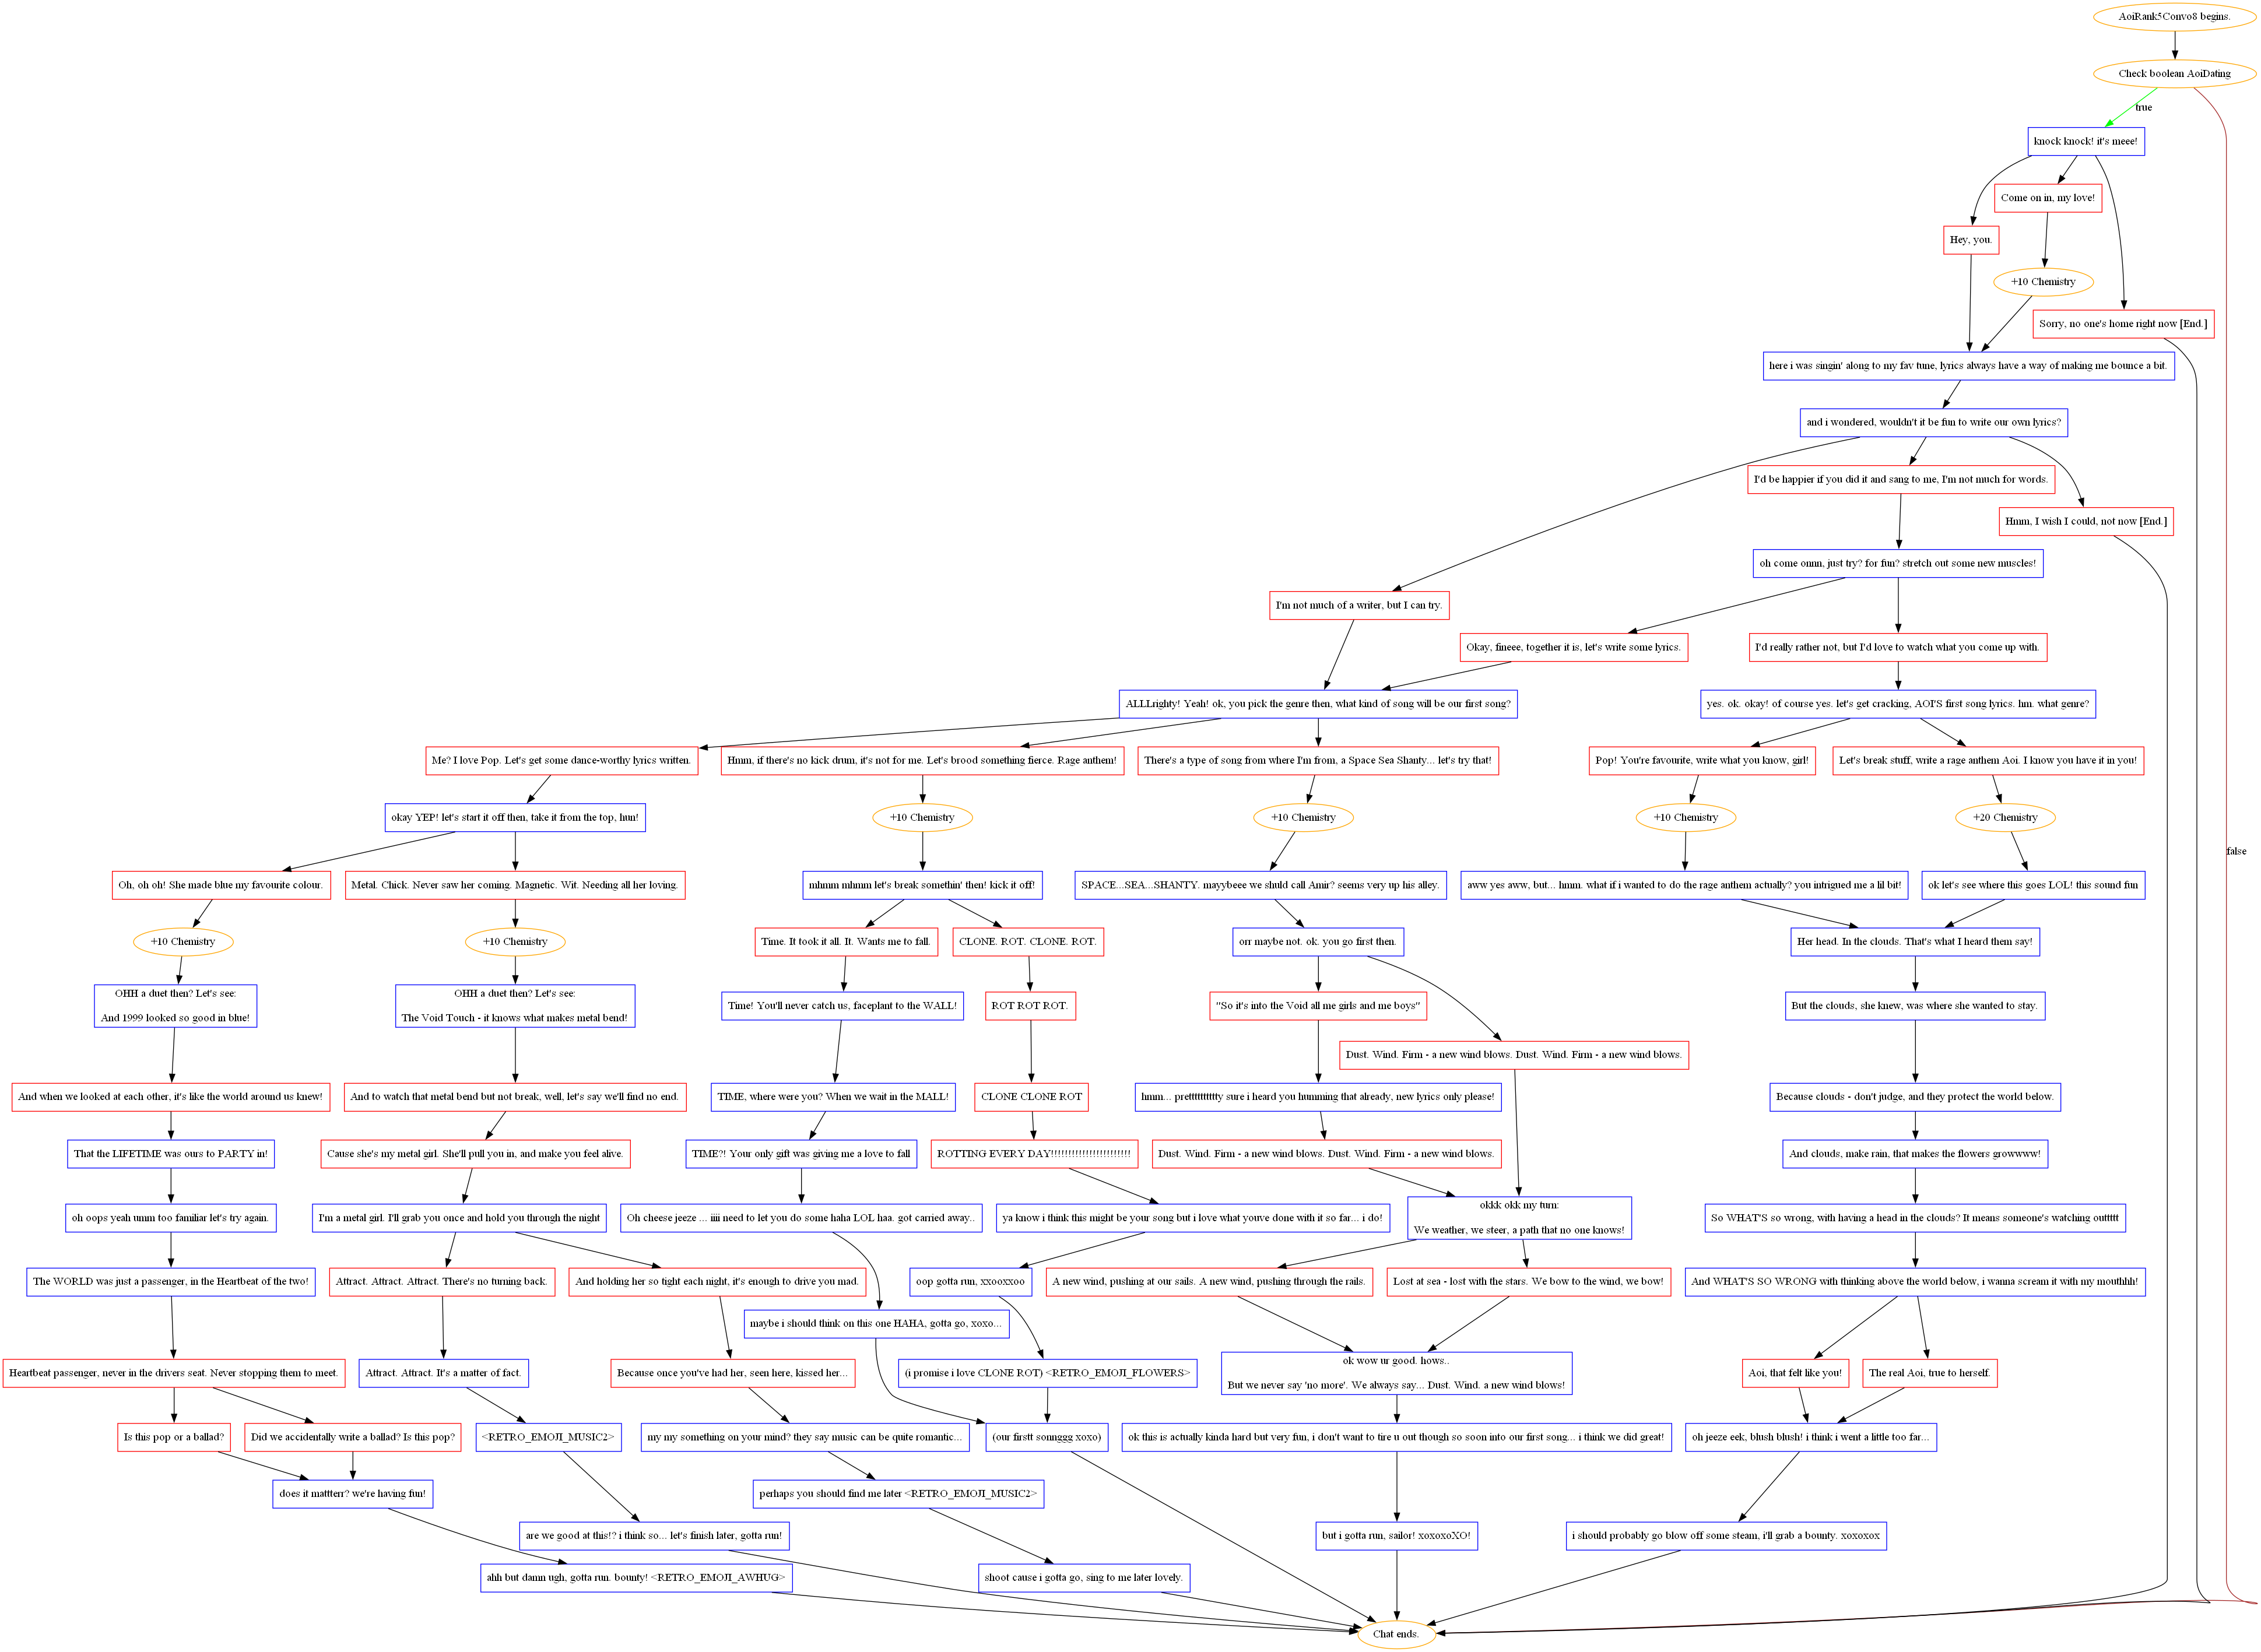 AoiRank5Convo8 begins.
Check boolean AoiDating
true
knock knock! it's meee!
Come on in, my love!
Hey, you.
+10 Chemistry
Sorry, no one's home right now [End.]
here i was singin' along to my fav tune, lyrics always have a way of making me bounce a bit.
and i wondered, wouldn't it be fun to write our own lyrics?
I'd be happier if you did it and sang to me, I'm not much for words.
Hmm, I wish I could, not now [End.]
oh come onnn, just try? for fun? stretch out some new muscles!
I'm not much of a writer, but I can try.
Okay, fineee, together it is, let's write some lyrics.
I'd really rather not, but I'd love to watch what you come up with.
ALLLrighty! Yeah! ok, you pick the genre then, what kind of song will be our first song?
yes. ok. okay! of course yes. let's get cracking, AOI'S first song lyrics. hm. what genre?
Me? I love Pop. Let's get some dance-worthy lyrics written.
Hmm, if there's no kick drum, it's not for me. Let's brood something fierce. Rage anthem!
There's a type of song from where I'm from, a Space Sea Shanty... let's try that!
Pop! You're favourite, write what you know, girl!
Let's break stuff, write a rage anthem Aoi. I know you have it in you!
okay YEP! let's start it off then, take it from the top, hun!
+10 Chemistry
+10 Chemistry
+10 Chemistry
+20 Chemistry
false
Oh, oh oh! She made blue my favourite colour.
Metal. Chick. Never saw her coming. Magnetic. Wit. Needing all her loving.
mhmm mhmm let's break somethin' then! kick it off!
SPACE...SEA...SHANTY. mayybeee we shuld call Amir? seems very up his alley.
aww yes aww, but... hmm. what if i wanted to do the rage anthem actually? you intrigued me a lil bit!
ok let's see where this goes LOL! this sound fun
+10 Chemistry
+10 Chemistry
Time. It took it all. It. Wants me to fall.
CLONE. ROT. CLONE. ROT.
orr maybe not. ok. you go first then.
Her head. In the clouds. That's what I heard them say!
OHH a duet then? Let's see:
And 1999 looked so good in blue!
OHH a duet then? Let's see:
The Void Touch - it knows what makes metal bend!
Time! You'll never catch us, faceplant to the WALL!
ROT ROT ROT.
"So it's into the Void all me girls and me boys"
But the clouds, she knew, was where she wanted to stay.
Dust. Wind. Firm - a new wind blows. Dust. Wind. Firm - a new wind blows.
And when we looked at each other, it's like the world around us knew!
And to watch that metal bend but not break, well, let's say we'll find no end.
TIME, where were you? When we wait in the MALL!
CLONE CLONE ROT
hmm... prettttttttttty sure i heard you humming that already, new lyrics only please!
Because clouds - don't judge, and they protect the world below.
That the LIFETIME was ours to PARTY in!
Cause she's my metal girl. She'll pull you in, and make you feel alive.
TIME?! Your only gift was giving me a love to fall
ROTTING EVERY DAY!!!!!!!!!!!!!!!!!!!!!!!
Dust. Wind. Firm - a new wind blows. Dust. Wind. Firm - a new wind blows.
And clouds, make rain, that makes the flowers growwww!
oh oops yeah umm too familiar let's try again.
I'm a metal girl. I'll grab you once and hold you through the night
Oh cheese jeeze ... iiii need to let you do some haha LOL haa. got carried away..
ya know i think this might be your song but i love what youve done with it so far... i do!
okkk okk my turn:
We weather, we steer, a path that no one knows!
So WHAT'S so wrong, with having a head in the clouds? It means someone's watching outtttt
The WORLD was just a passenger, in the Heartbeat of the two!
Attract. Attract. Attract. There's no turning back.
And holding her so tight each night, it's enough to drive you mad.
oop gotta run, xxooxxoo
A new wind, pushing at our sails. A new wind, pushing through the rails.
Lost at sea - lost with the stars. We bow to the wind, we bow!
And WHAT'S SO WRONG with thinking above the world below, i wanna scream it with my mouthhh!
maybe i should think on this one HAHA, gotta go, xoxo...
Heartbeat passenger, never in the drivers seat. Never stopping them to meet.
Attract. Attract. It's a matter of fact.
Because once you've had her, seen here, kissed her...
(i promise i love CLONE ROT) <RETRO_EMOJI_FLOWERS>
ok wow ur good. hows..
But we never say 'no more'. We always say... Dust. Wind. a new wind blows!
Aoi, that felt like you!
The real Aoi, true to herself.
Is this pop or a ballad?
Did we accidentally write a ballad? Is this pop?
<RETRO_EMOJI_MUSIC2>
my my something on your mind? they say music can be quite romantic...
(our firstt sonnggg xoxo)
ok this is actually kinda hard but very fun, i don't want to tire u out though so soon into our first song... i think we did great!
oh jeeze eek, blush blush! i think i went a little too far...
does it mattterr? we're having fun!
perhaps you should find me later <RETRO_EMOJI_MUSIC2>
are we good at this!? i think so... let's finish later, gotta run!
but i gotta run, sailor! xoxoxoXO!
i should probably go blow off some steam, i'll grab a bounty. xoxoxox
ahh but damn ugh, gotta run. bounty! <RETRO_EMOJI_AWHUG>
shoot cause i gotta go, sing to me later lovely.
Chat ends.